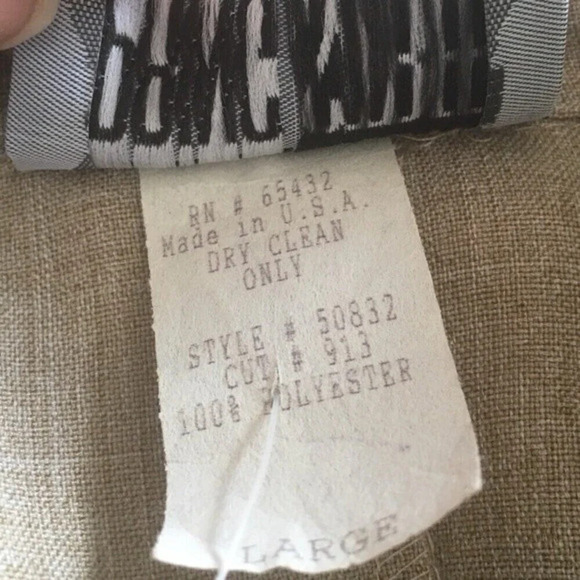 RN # 65432
Made in U.S.A.
DRY CLEAN
ONLY
STYLE # 50832
CUT # 913
100% POLYESTER
LARGE